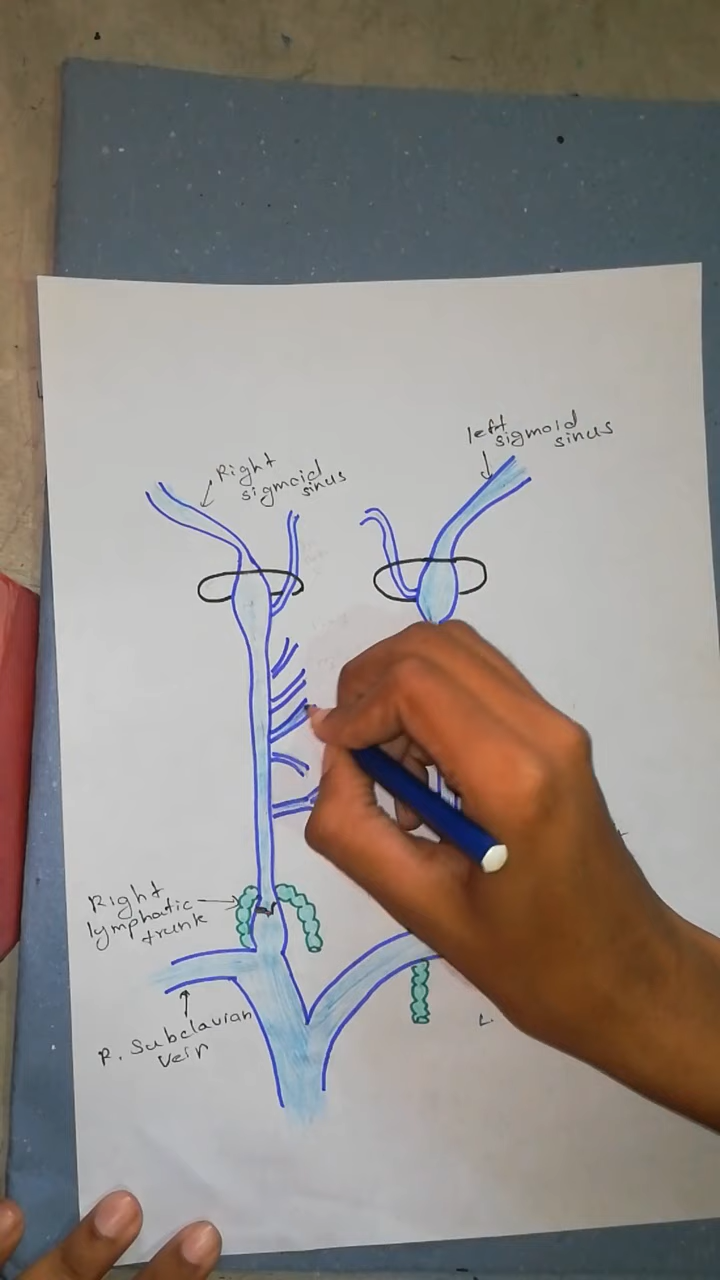 left
sigmoid
sinus
Right
sigmoid
sinus
Right
lymphatic
trunk
R. Subclavian
vein
L.